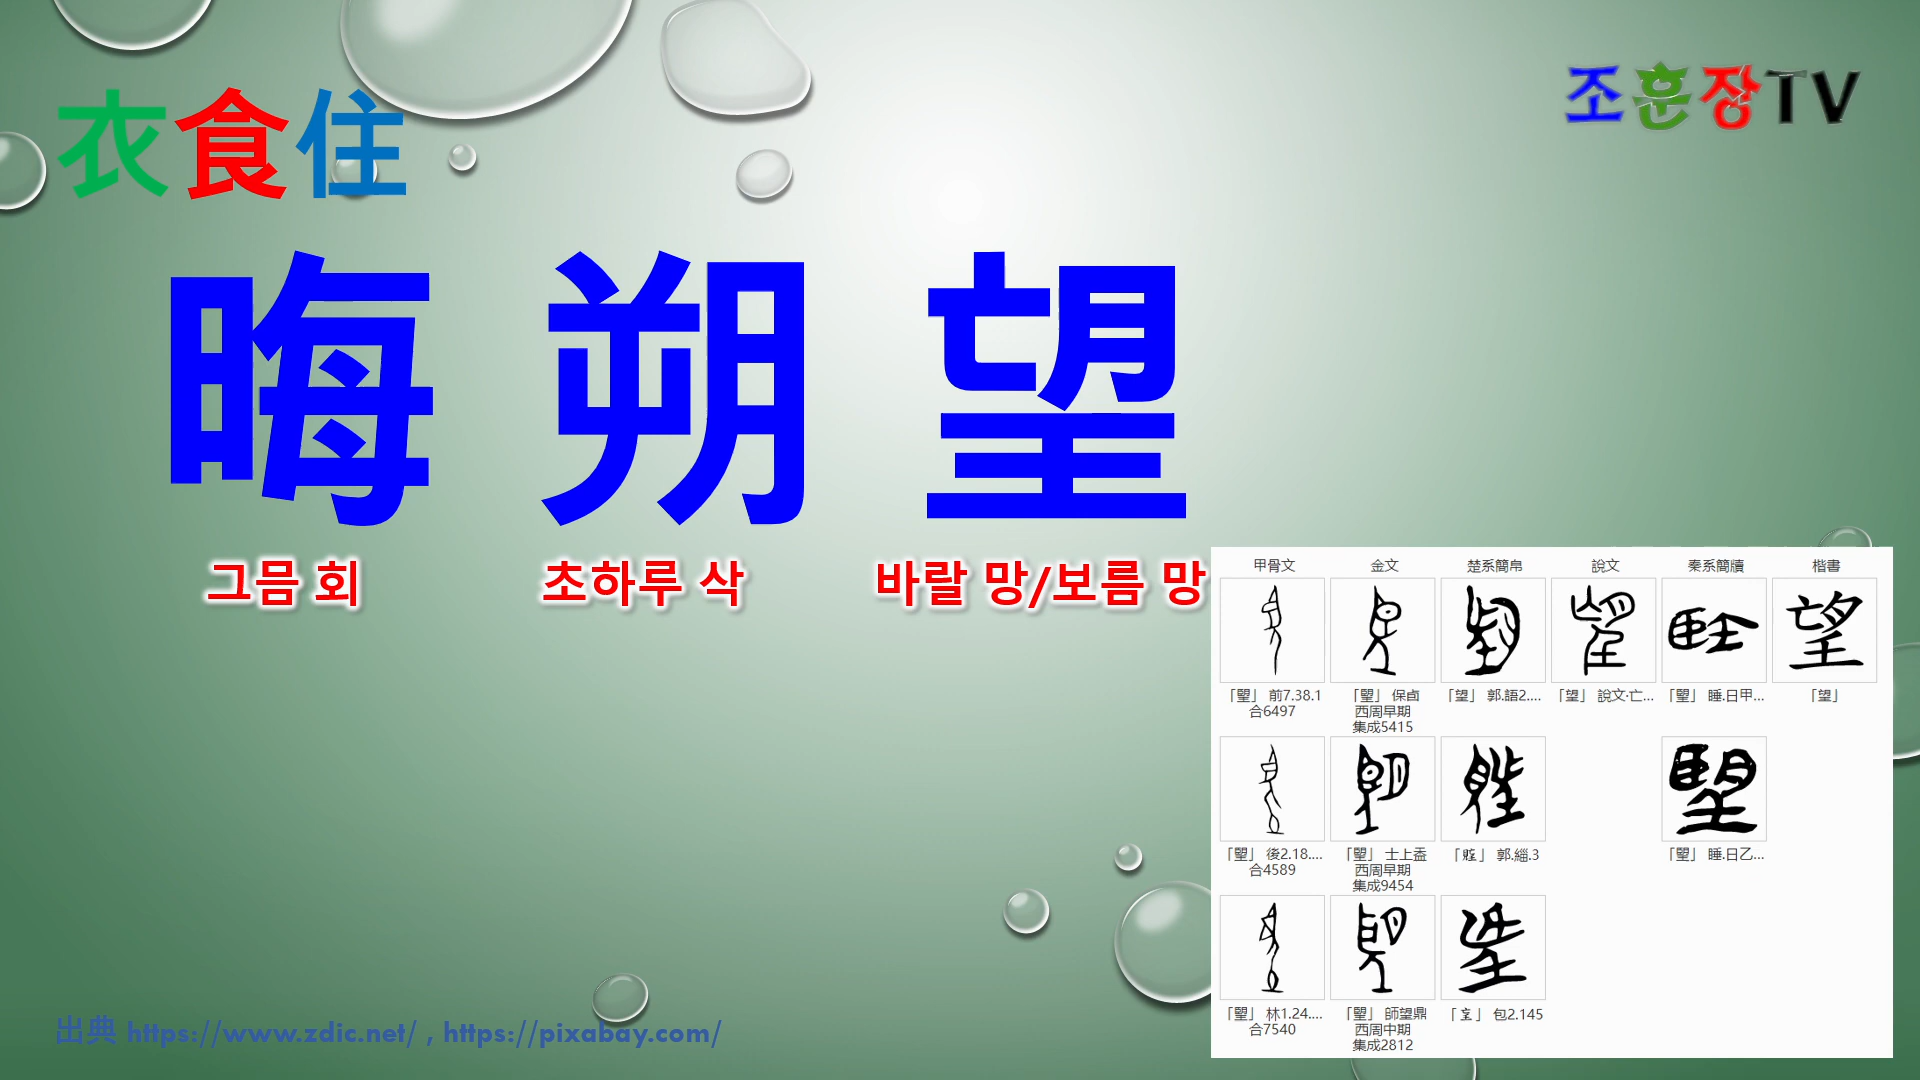 衣食住
조훈장TV
晦 朔 望
그믐 회
초하루 삭
바랄 망/보름 망
甲骨文 金文 楚系簡帛 說文 秦系簡牘 楷書
「朢」 前7.38.1
合6497
「朢」 保卣
西周早期
集成5415
「望」 郭.語2....
「望」 說文·亡...
「朢」 睡.日甲...
「望」
「朢」 後2.18....
合4589
「朢」 士上盉
西周早期
集成9454
郭.緇.3
「朢」 睡.日乙...
「朢」 林1.24....
合7540
「朢」 師望鼎
西周中期
集成2812
包2.145
出典 https://www.zdic.net/ , https://pixabay.com/